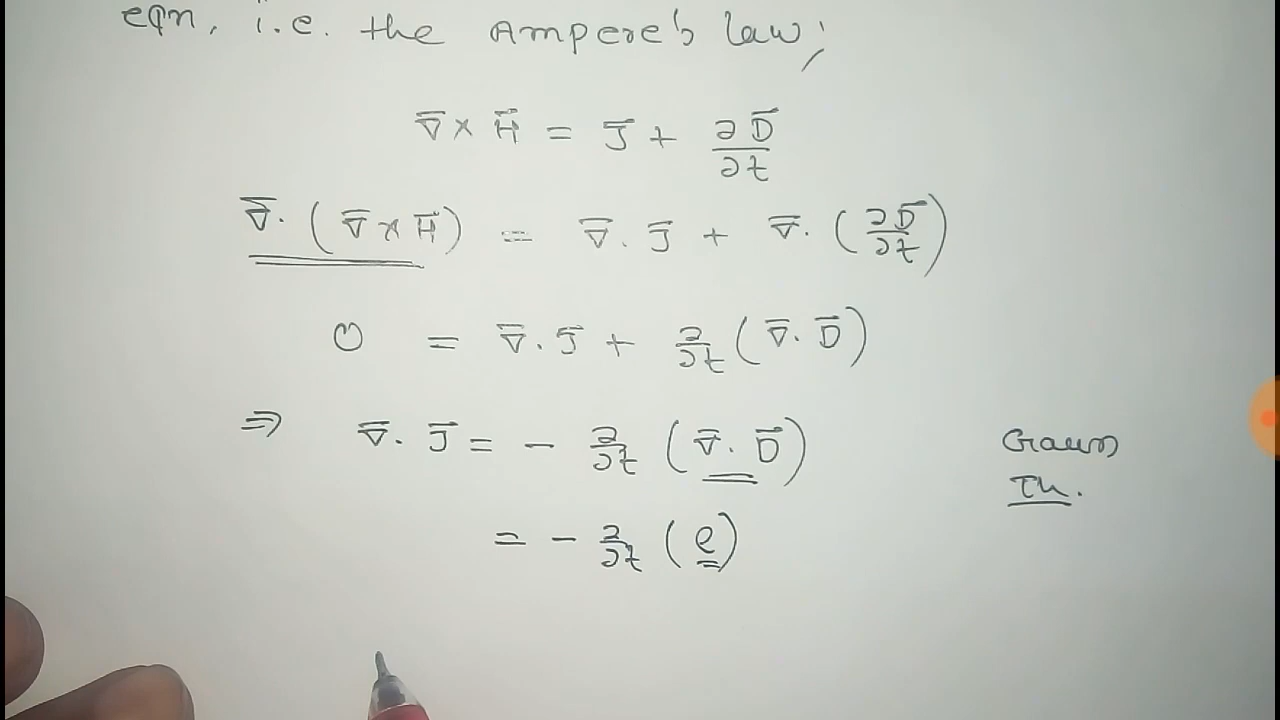 eqn, i.e. the Ampere's law;
∇̄ × H̄ = J̄ + ∂D̄/∂t
∇̄. (∇̄ × H̄) = ∇̄. J̄ + ∇̄. (∂D̄/∂t)
0 = ∇̄. J̄ + ∂/∂t (∇̄. D̄)
⇒ ∇̄. J̄ = - ∂/∂t (∇̄. D̄)
Gauss
Th.
= - ∂/∂t (ρ)